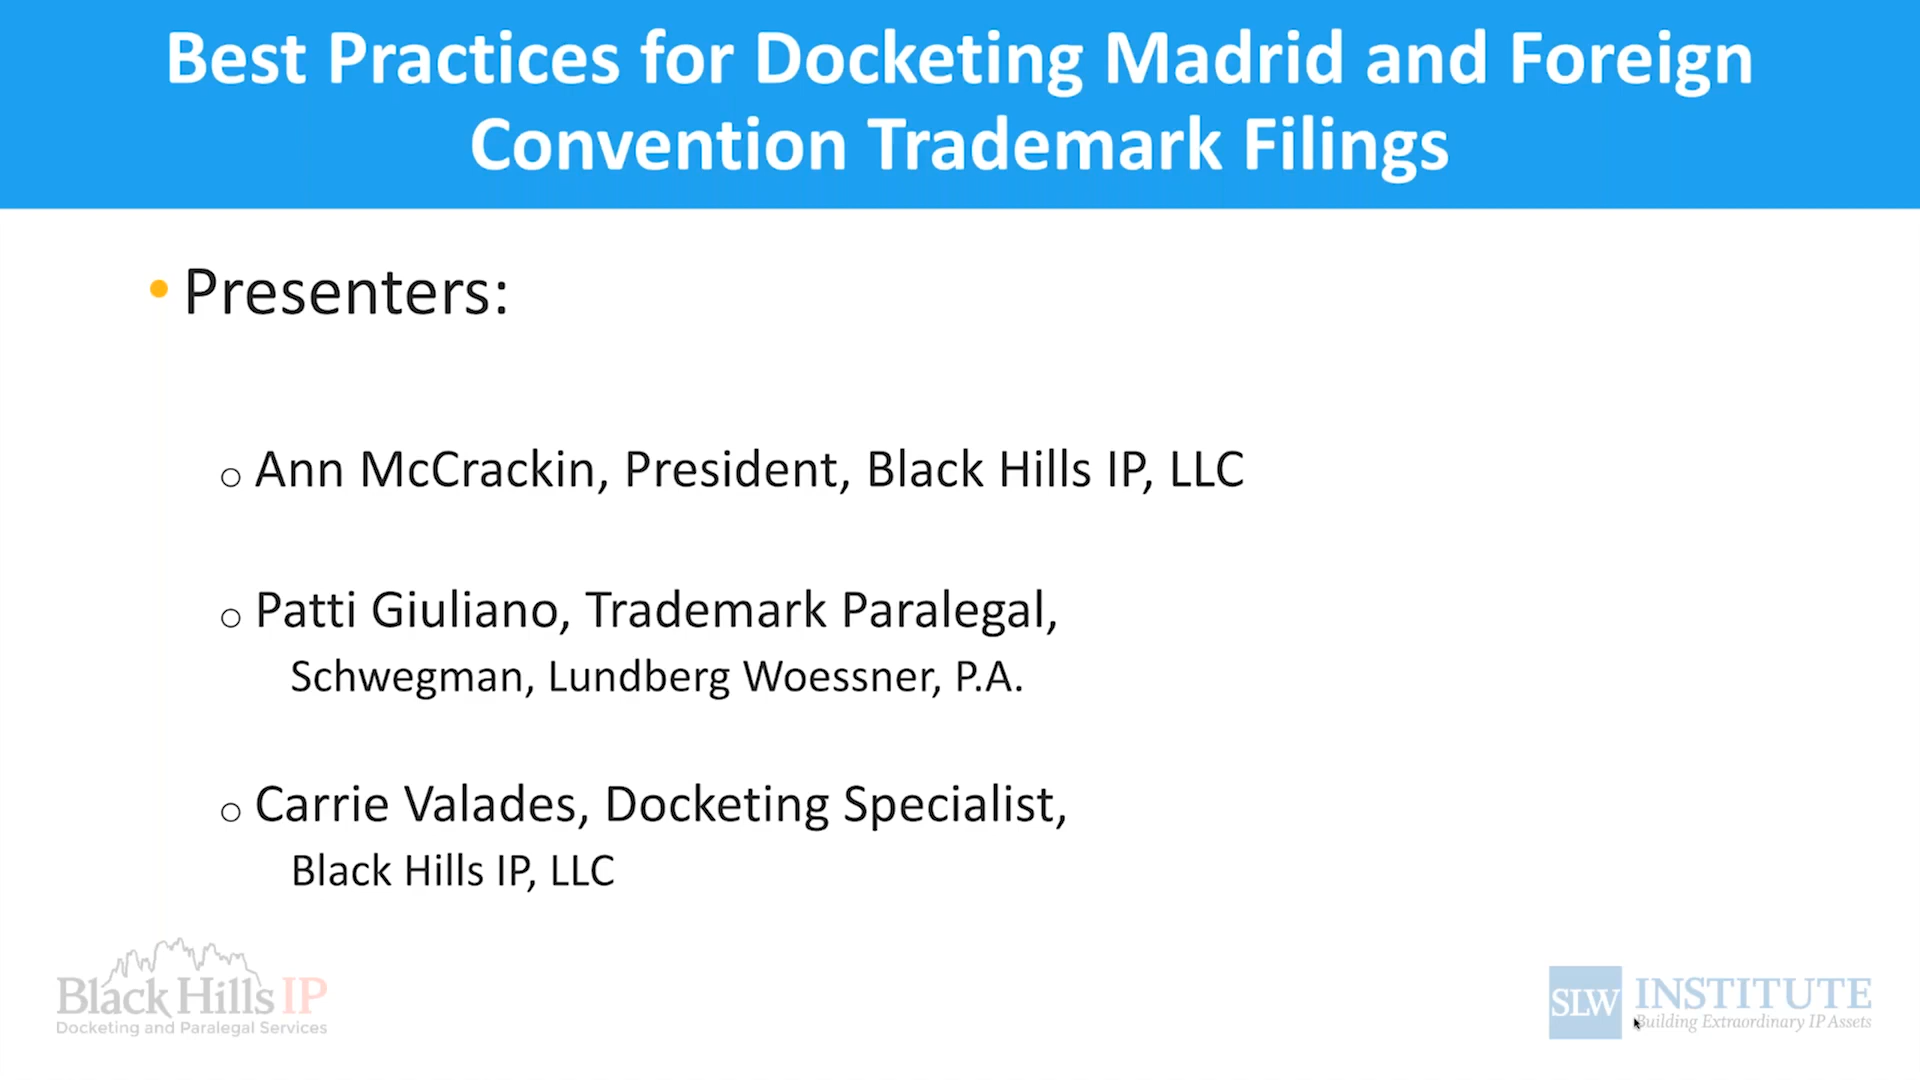 Best Practices for Docketing Madrid and Foreign
Convention Trademark Filings
• Presenters:
o Ann McCrackin, President, Black Hills IP, LLC
o Patti Giuliano, Trademark Paralegal,
Schwegman, Lundberg Woessner, P.A.
o Carrie Valades, Docketing Specialist,
Black Hills IP, LLC
Black Hills IP
Docketing and Paralegal Services
SLW INSTITUTE
Building Extraordinary IP Assets